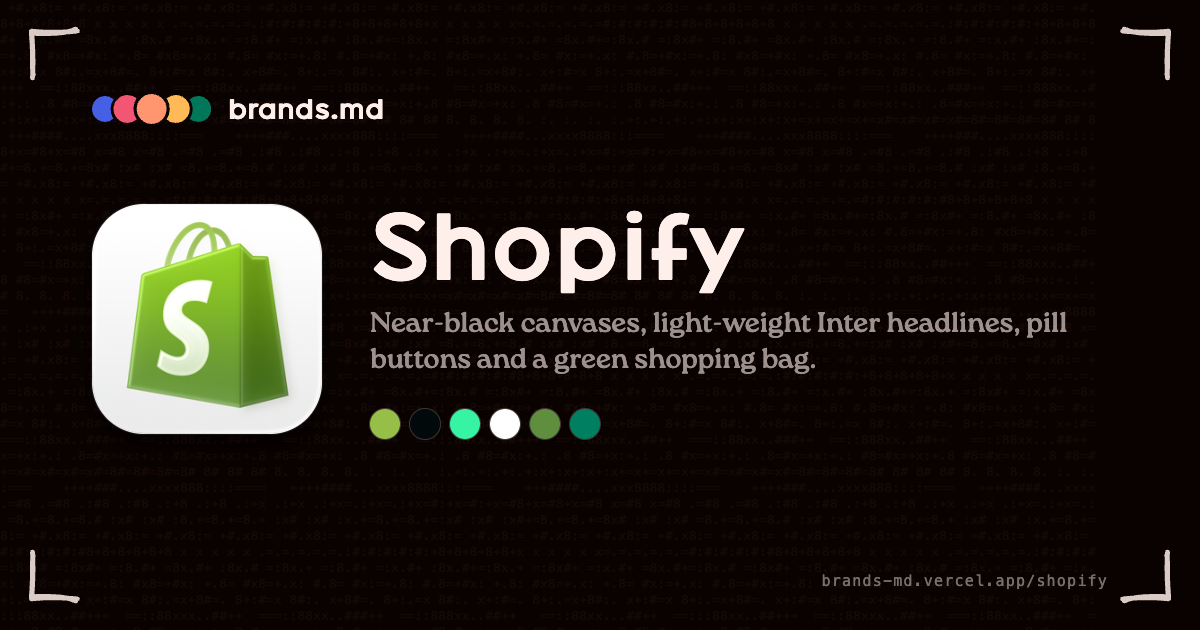 brands.md
S
Shopify
Near-black canvases, light-weight Inter headlines, pill
buttons and a green shopping bag.
brands-md.vercel.app/shopify